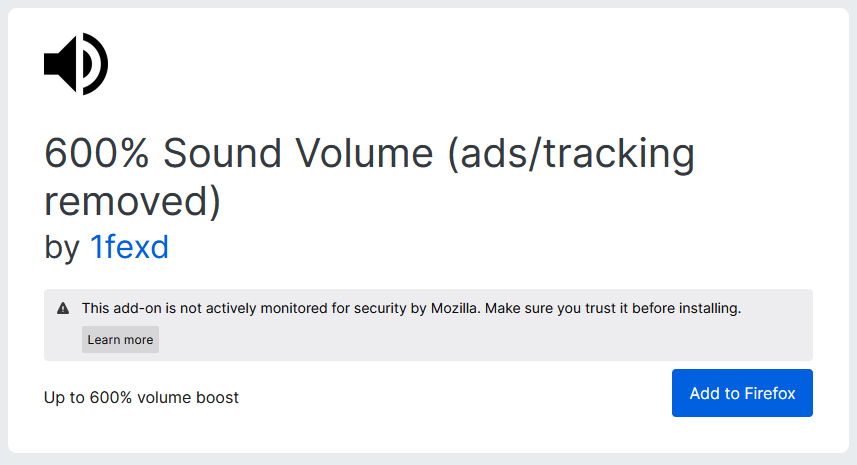 600% Sound Volume (ads/tracking
removed)
by 1fexd
This add-on is not actively monitored for security by Mozilla. Make sure you trust it before installing.
Learn more
Up to 600% volume boost
Add to Firefox